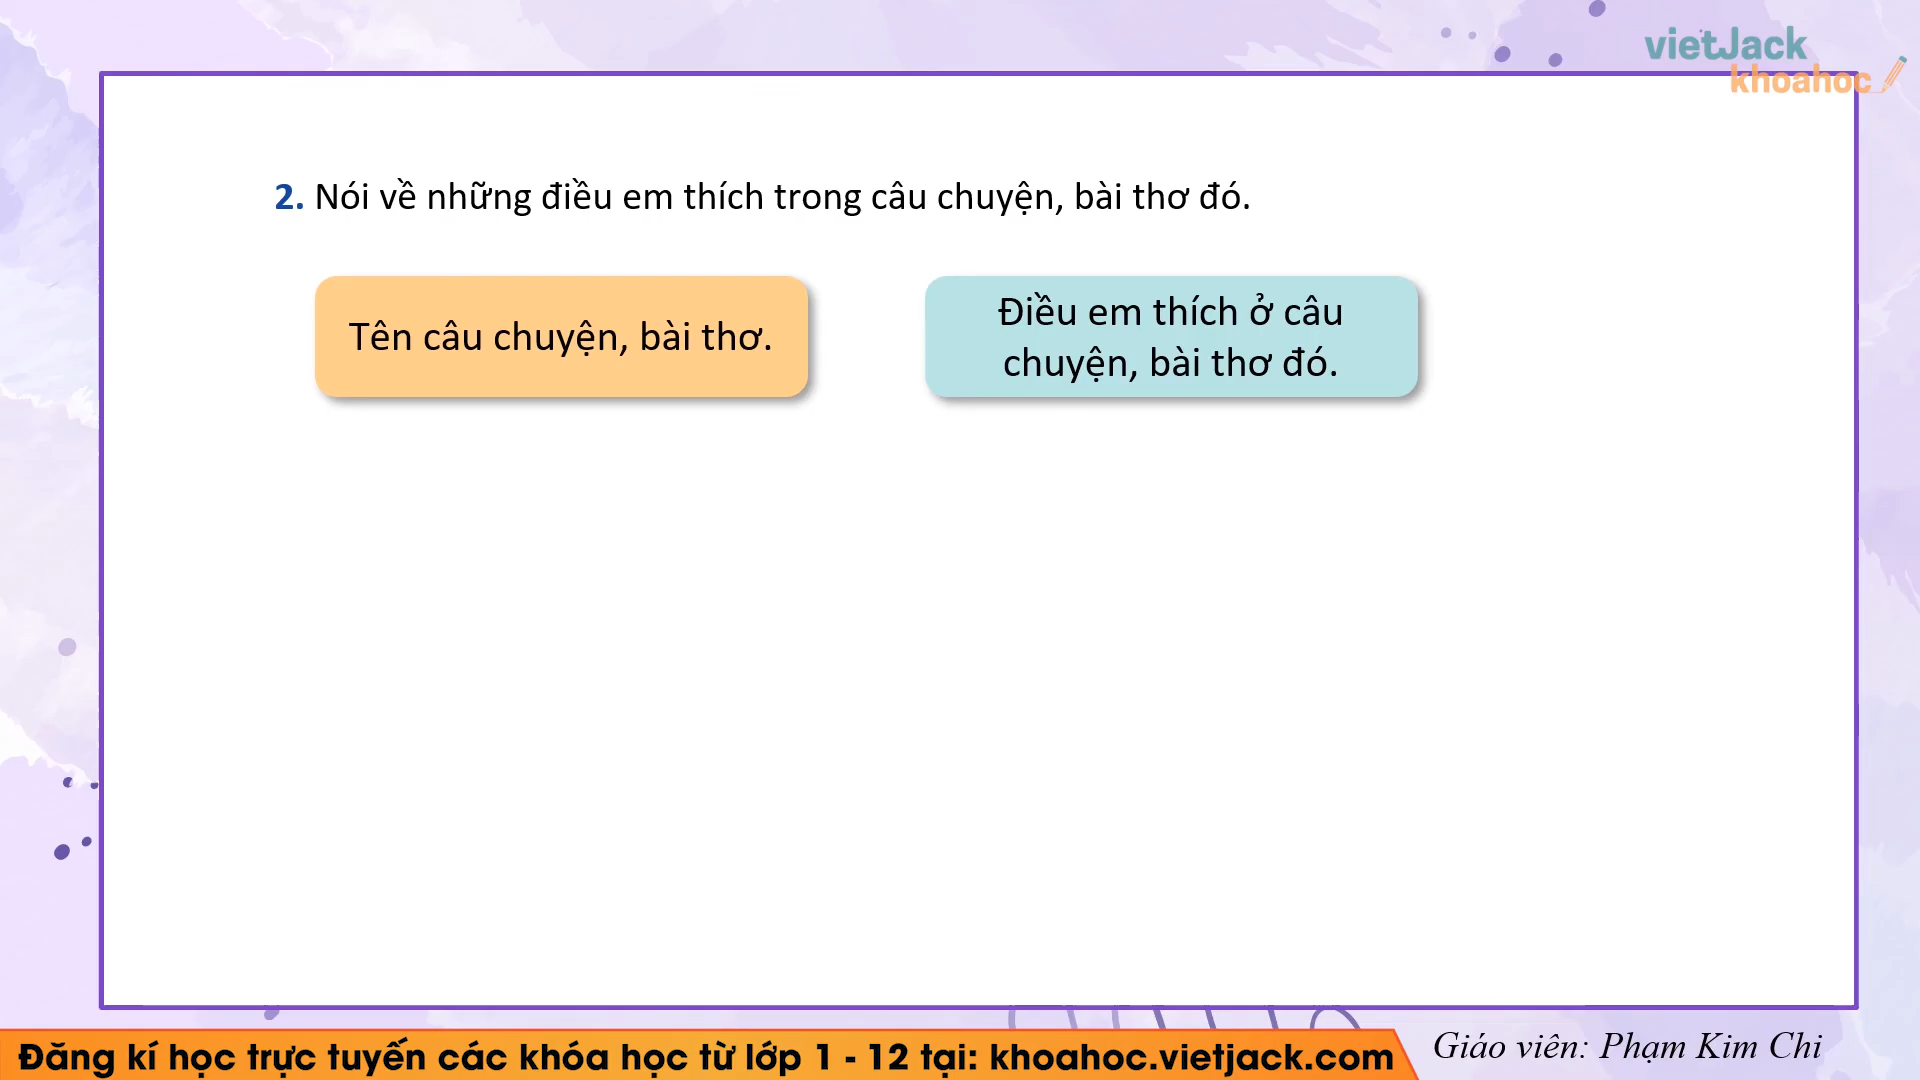 vietJack
khoahoc
2. Nói về những điều em thích trong câu chuyện, bài thơ đó.
Tên câu chuyện, bài thơ.
Điều em thích ở câu
chuyện, bài thơ đó.
Đăng kí học trực tuyến các khóa học từ lớp 1 - 12 tại: khoahoc.vietjack.com
Giáo viên: Phạm Kim Chi